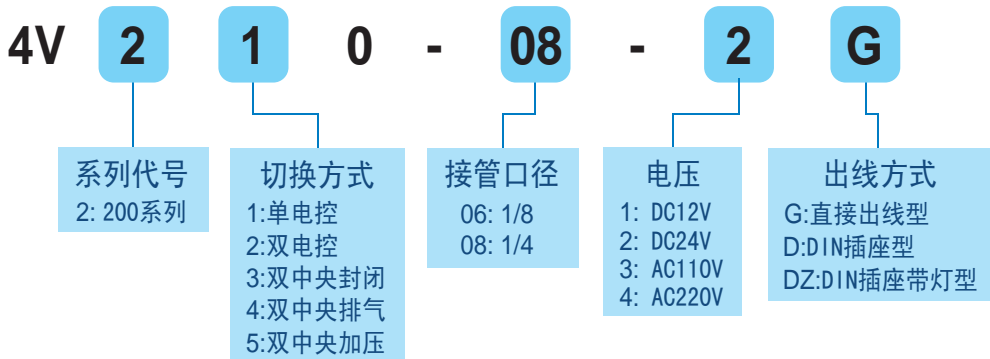 4V 2 1 0 - 08 - 2 G
系列代号
2: 200系列
切换方式
1:单电控
2:双电控
3:双中央封闭
4:双中央排气
5:双中央加压
接管口径
06: 1/8
08: 1/4
电压
1: DC12V
2: DC24V
3: AC110V
4: AC220V
出线方式
G:直接出线型
D:DIN插座型
DZ:DIN插座带灯型